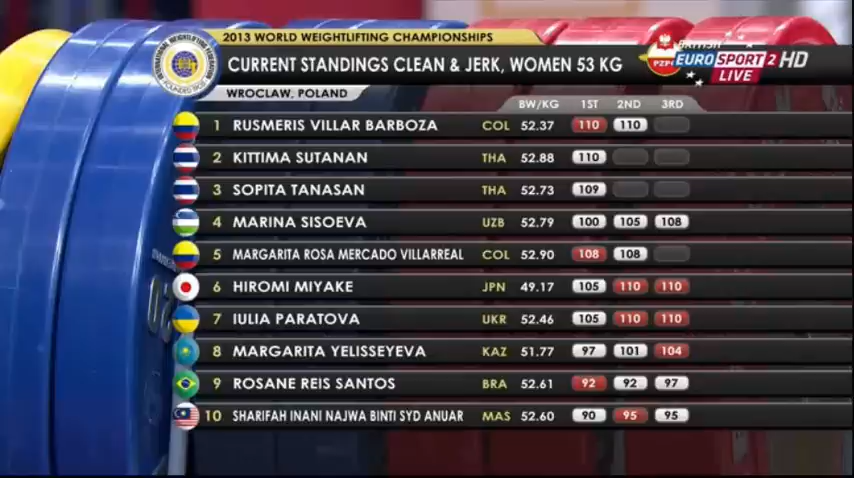 2013 WORLD WEIGHTLIFTING CHAMPIONSHIPS
CURRENT STANDINGS CLEAN & JERK, WOMEN 53 KG
BRITISH
EUROSPORT 2 HD
LIVE
WROCLAW, POLAND
BW/KG 1ST 2ND 3RD
1 RUSMERIS VILLAR BARBOZA COL 52.37 110 110
2 KITTIMA SUTANAN THA 52.88 110
3 SOPITA TANASAN THA 52.73 109
4 MARINA SISOEVA UZB 52.79 100 105 108
5 MARGARITA ROSA MERCADO VILLARREAL COL 52.90 108 108
6 HIROMI MIYAKE JPN 49.17 105 110 110
7 IULIA PARATOVA UKR 52.46 105 110 110
8 MARGARITA YELISSEYEVA KAZ 51.77 97 101 104
9 ROSANE REIS SANTOS BRA 52.61 92 92 97
10 SHARIFAH INANI NAJWA BINTI SYD ANUAR MAS 52.60 90 95 95